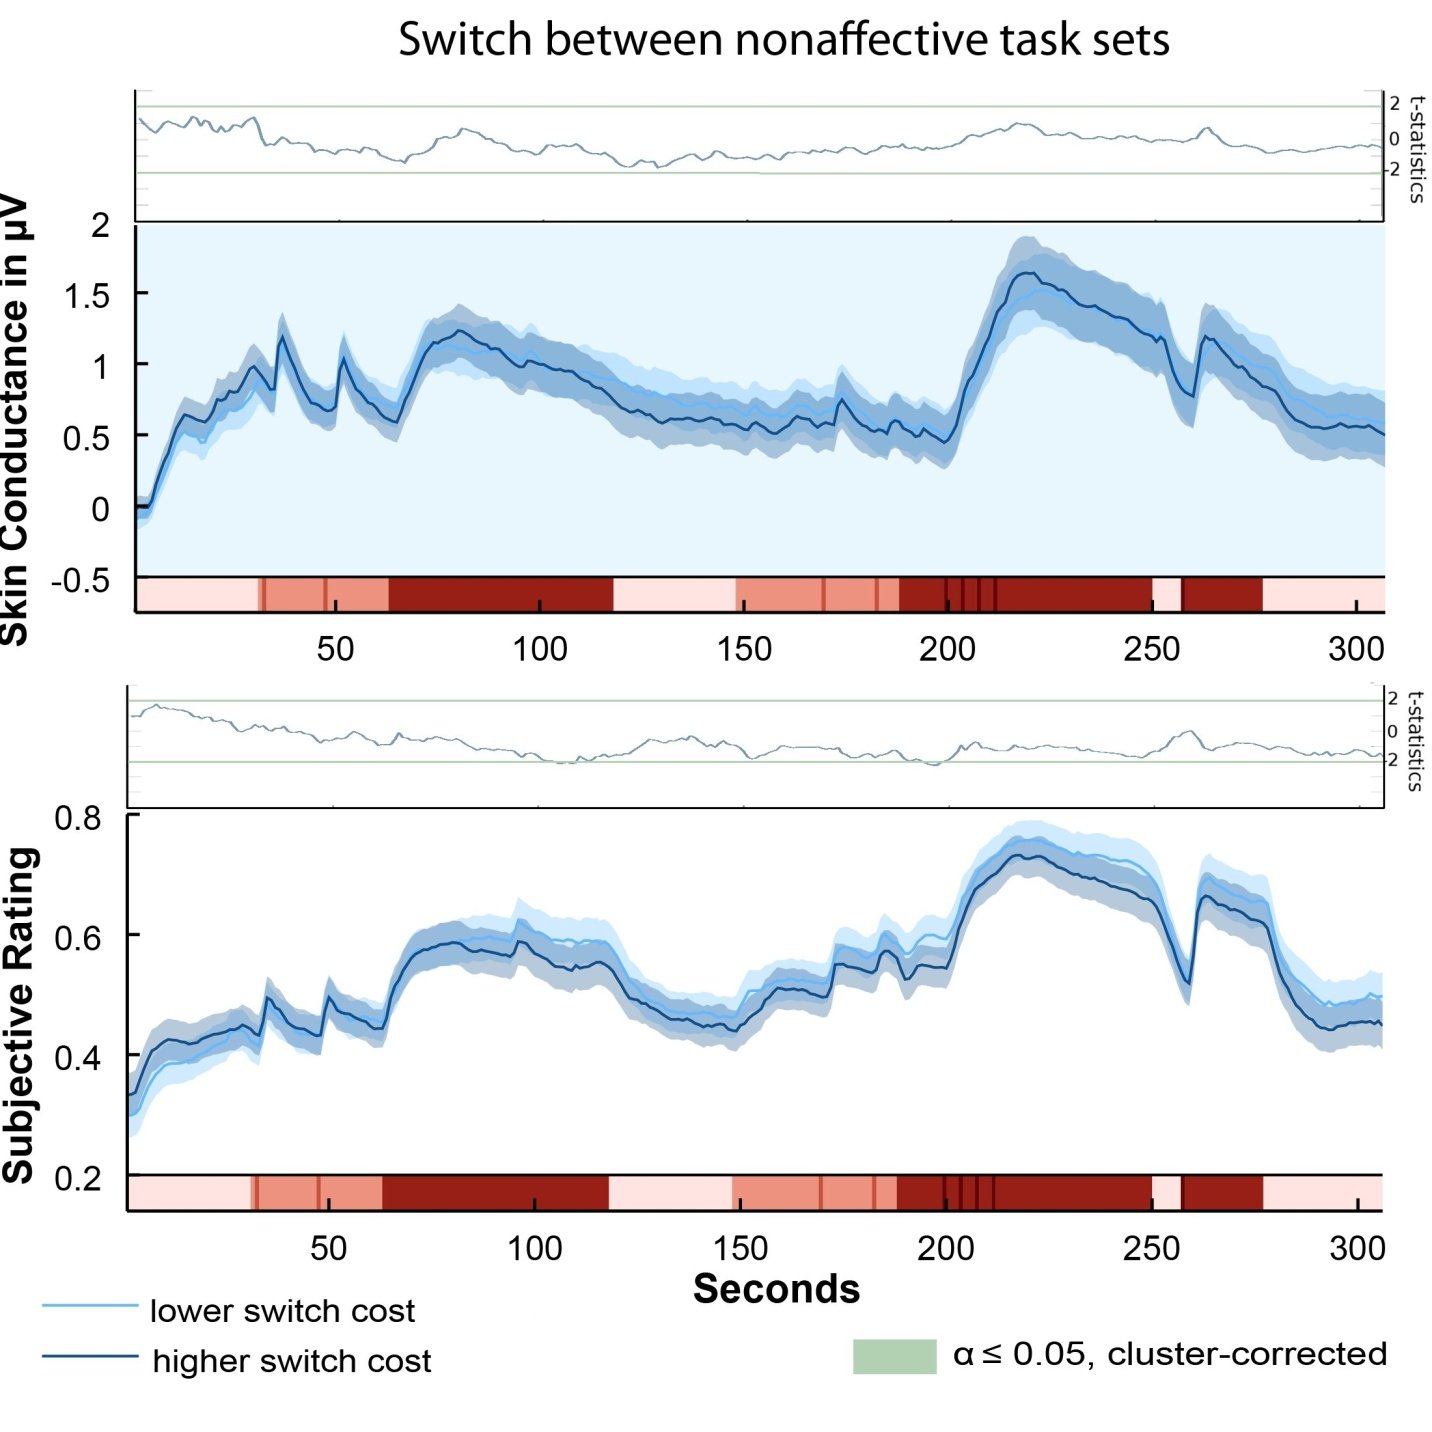 Switch between nonaffective task sets
2
0
-2
t-statistics
Skin Conductance in µV
2
1.5
1
0.5
0
-0.5
50 100 150 200 250 300
2
0
-2
t-statistics
Subjective Rating
0.8
0.6
0.4
0.2
50 100 150 200 250 300
Seconds
lower switch cost
higher switch cost
α ≤ 0.05, cluster-corrected